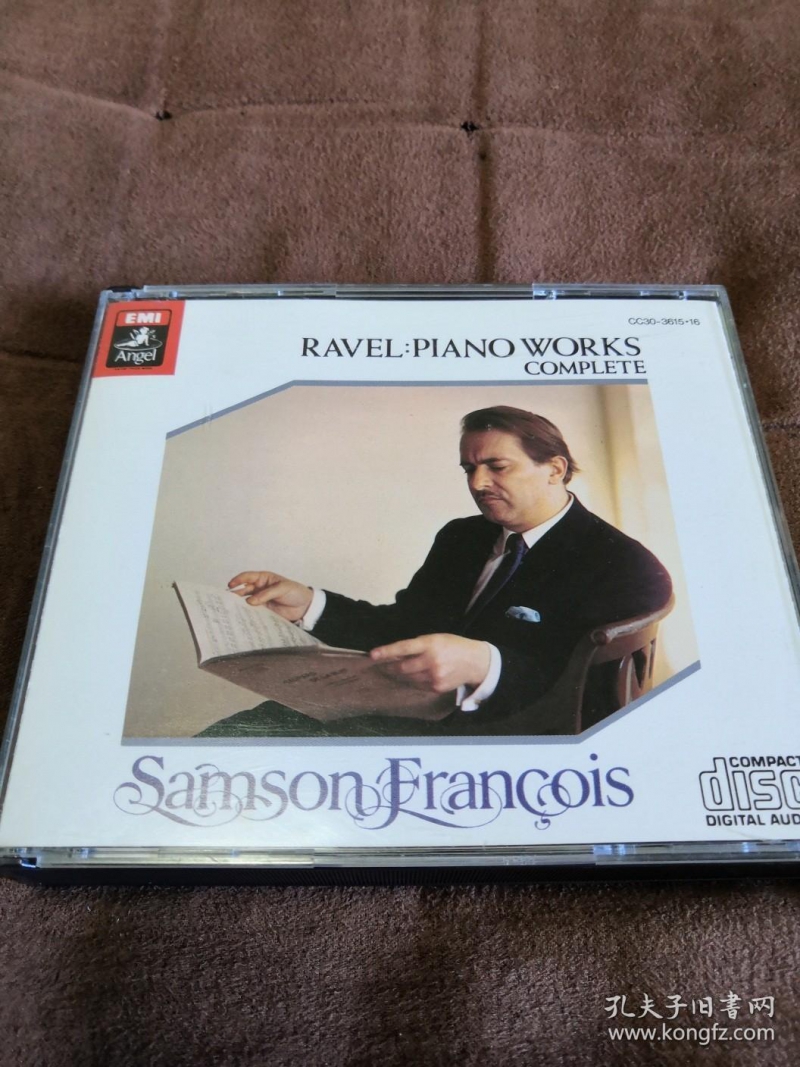 EMI
Angel
CC30-3615•16
RAVEL:PIANO WORKS
COMPLETE
Samson François
COMPACT
disc
DIGITAL AUD
孔夫子旧书网
www.kongfz.com